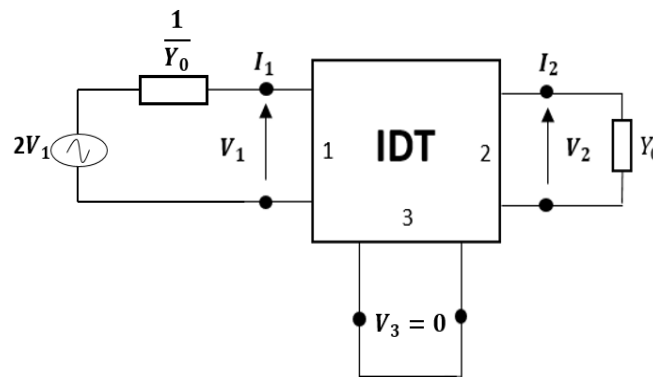 1
Y₀
I₁
I₂
2V₁
V₁
1
IDT
2
V₂
Y₀
3
V₃ = 0